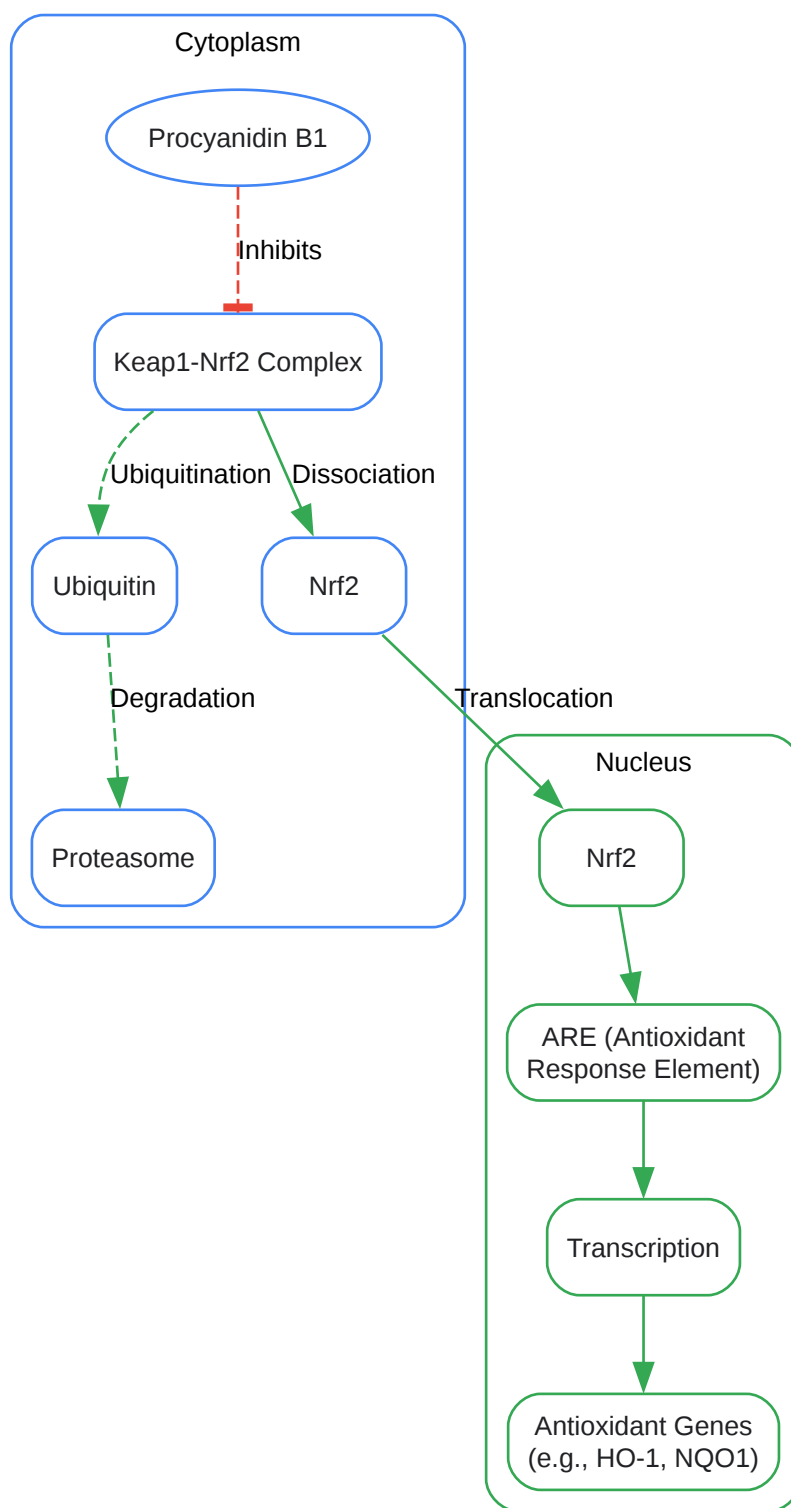 Cytoplasm
Procyanidin B1
Inhibits
Keap1-Nrf2 Complex
Ubiquitination
Dissociation
Ubiquitin
Nrf2
Degradation
Translocation
Nucleus
Proteasome
Nrf2
ARE (Antioxidant
Response Element)
Transcription
Antioxidant Genes
(e.g., HO-1, NQO1)